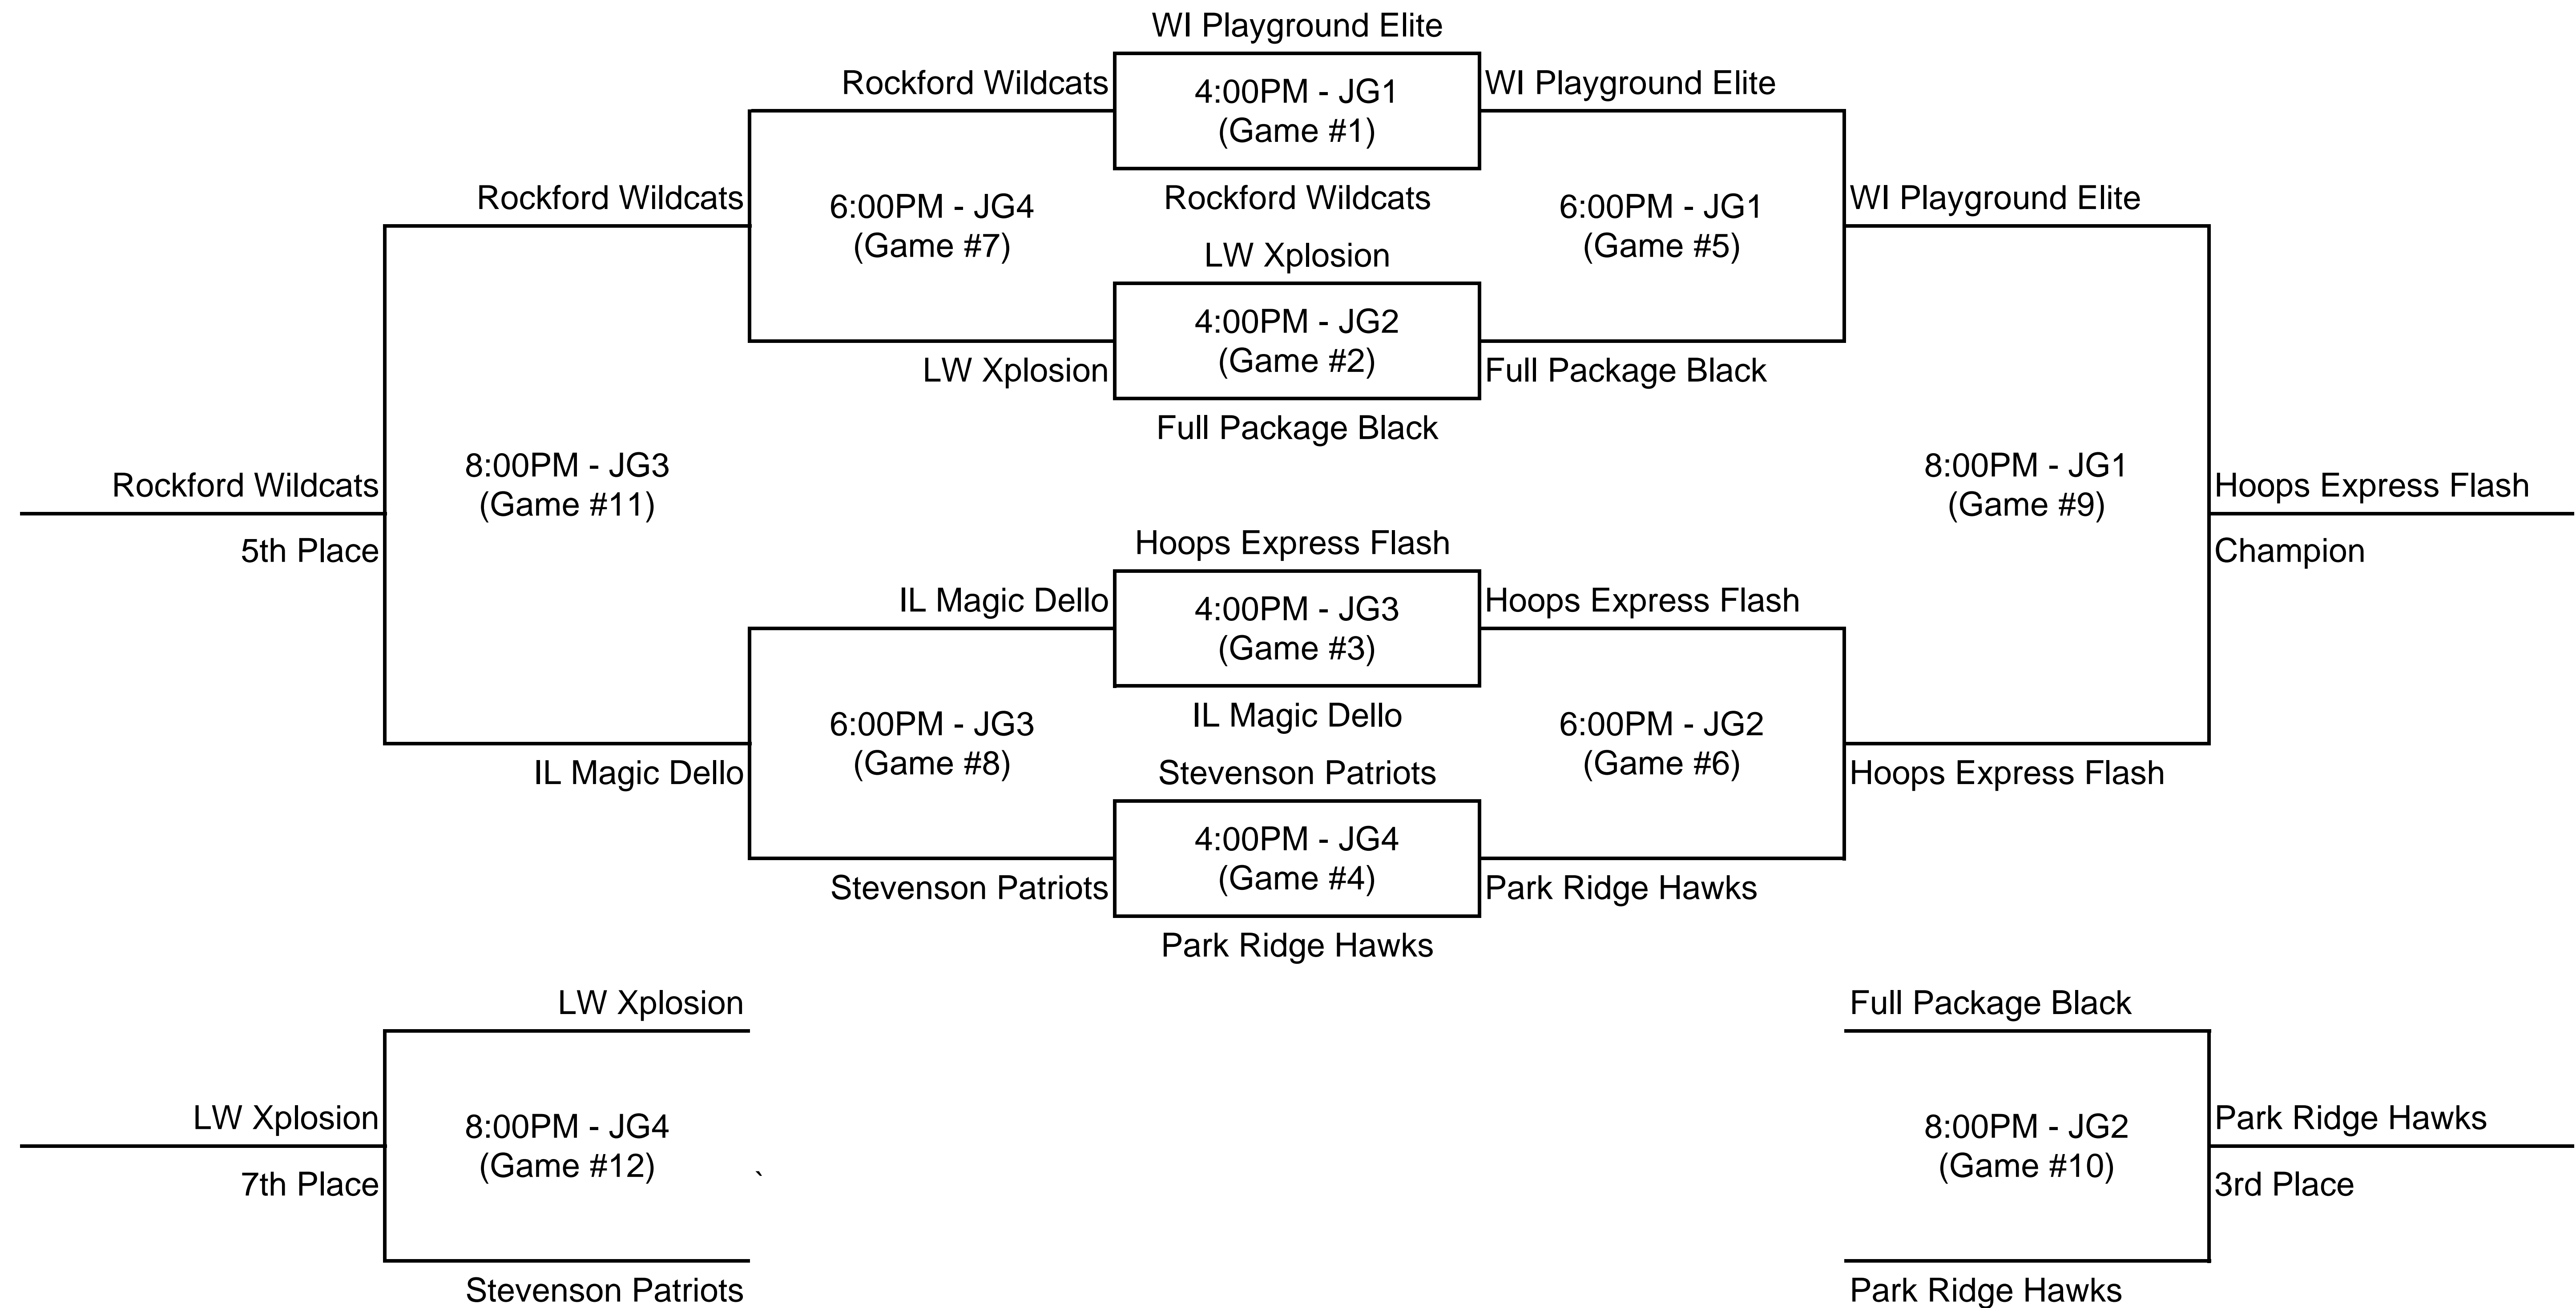 WI Playground Elite
Rockford Wildcats
4:00PM - JG1
(Game #1)
WI Playground Elite
Rockford Wildcats
6:00PM - JG4
(Game #7)
Rockford Wildcats
6:00PM - JG1
(Game #5)
WI Playground Elite
LW Xplosion
LW Xplosion
4:00PM - JG2
(Game #2)
Full Package Black
Full Package Black
Rockford Wildcats
5th Place
8:00PM - JG3
(Game #11)
8:00PM - JG1
(Game #9)
Hoops Express Flash
Champion
Hoops Express Flash
IL Magic Dello
4:00PM - JG3
(Game #3)
Hoops Express Flash
IL Magic Dello
IL Magic Dello
6:00PM - JG3
(Game #8)
Stevenson Patriots
6:00PM - JG2
(Game #6)
Hoops Express Flash
Stevenson Patriots
4:00PM - JG4
(Game #4)
Park Ridge Hawks
Park Ridge Hawks
LW Xplosion
LW Xplosion
7th Place
8:00PM - JG4
(Game #12)
`
Stevenson Patriots
Full Package Black
8:00PM - JG2
(Game #10)
Park Ridge Hawks
3rd Place
Park Ridge Hawks